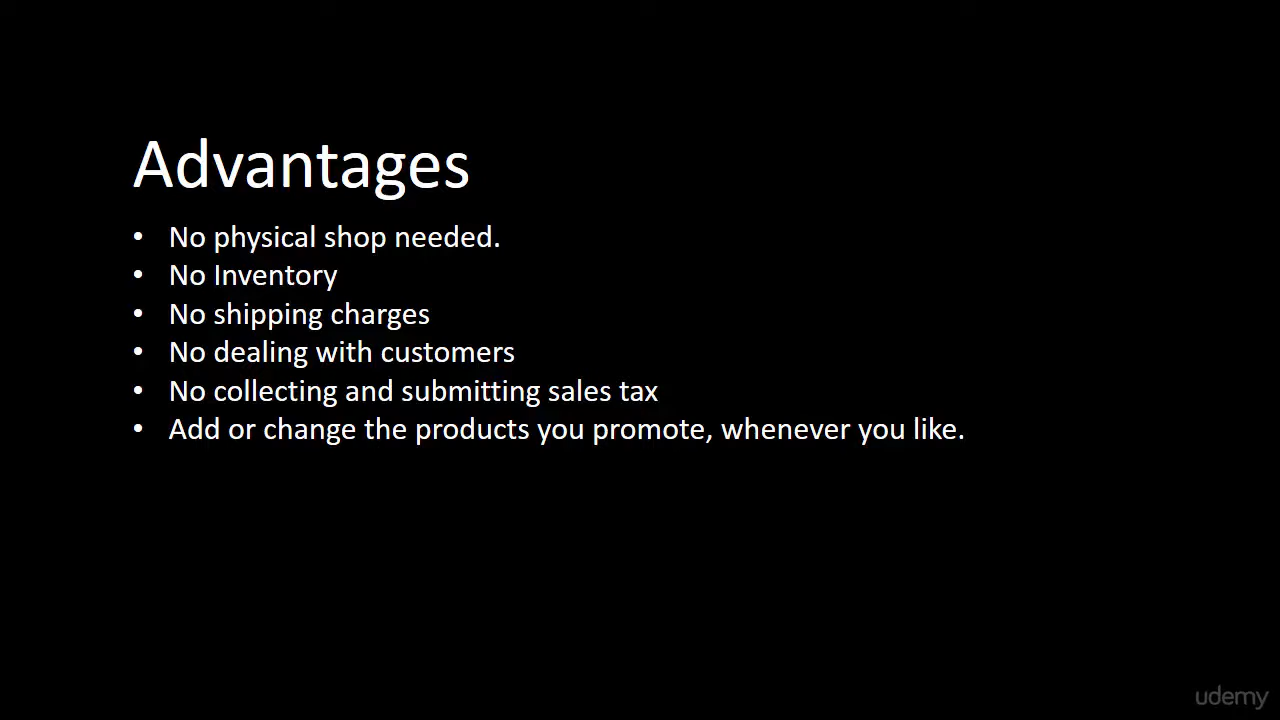 Advantages
• No physical shop needed.
• No Inventory
• No shipping charges
• No dealing with customers
• No collecting and submitting sales tax
• Add or change the products you promote, whenever you like.
udemy